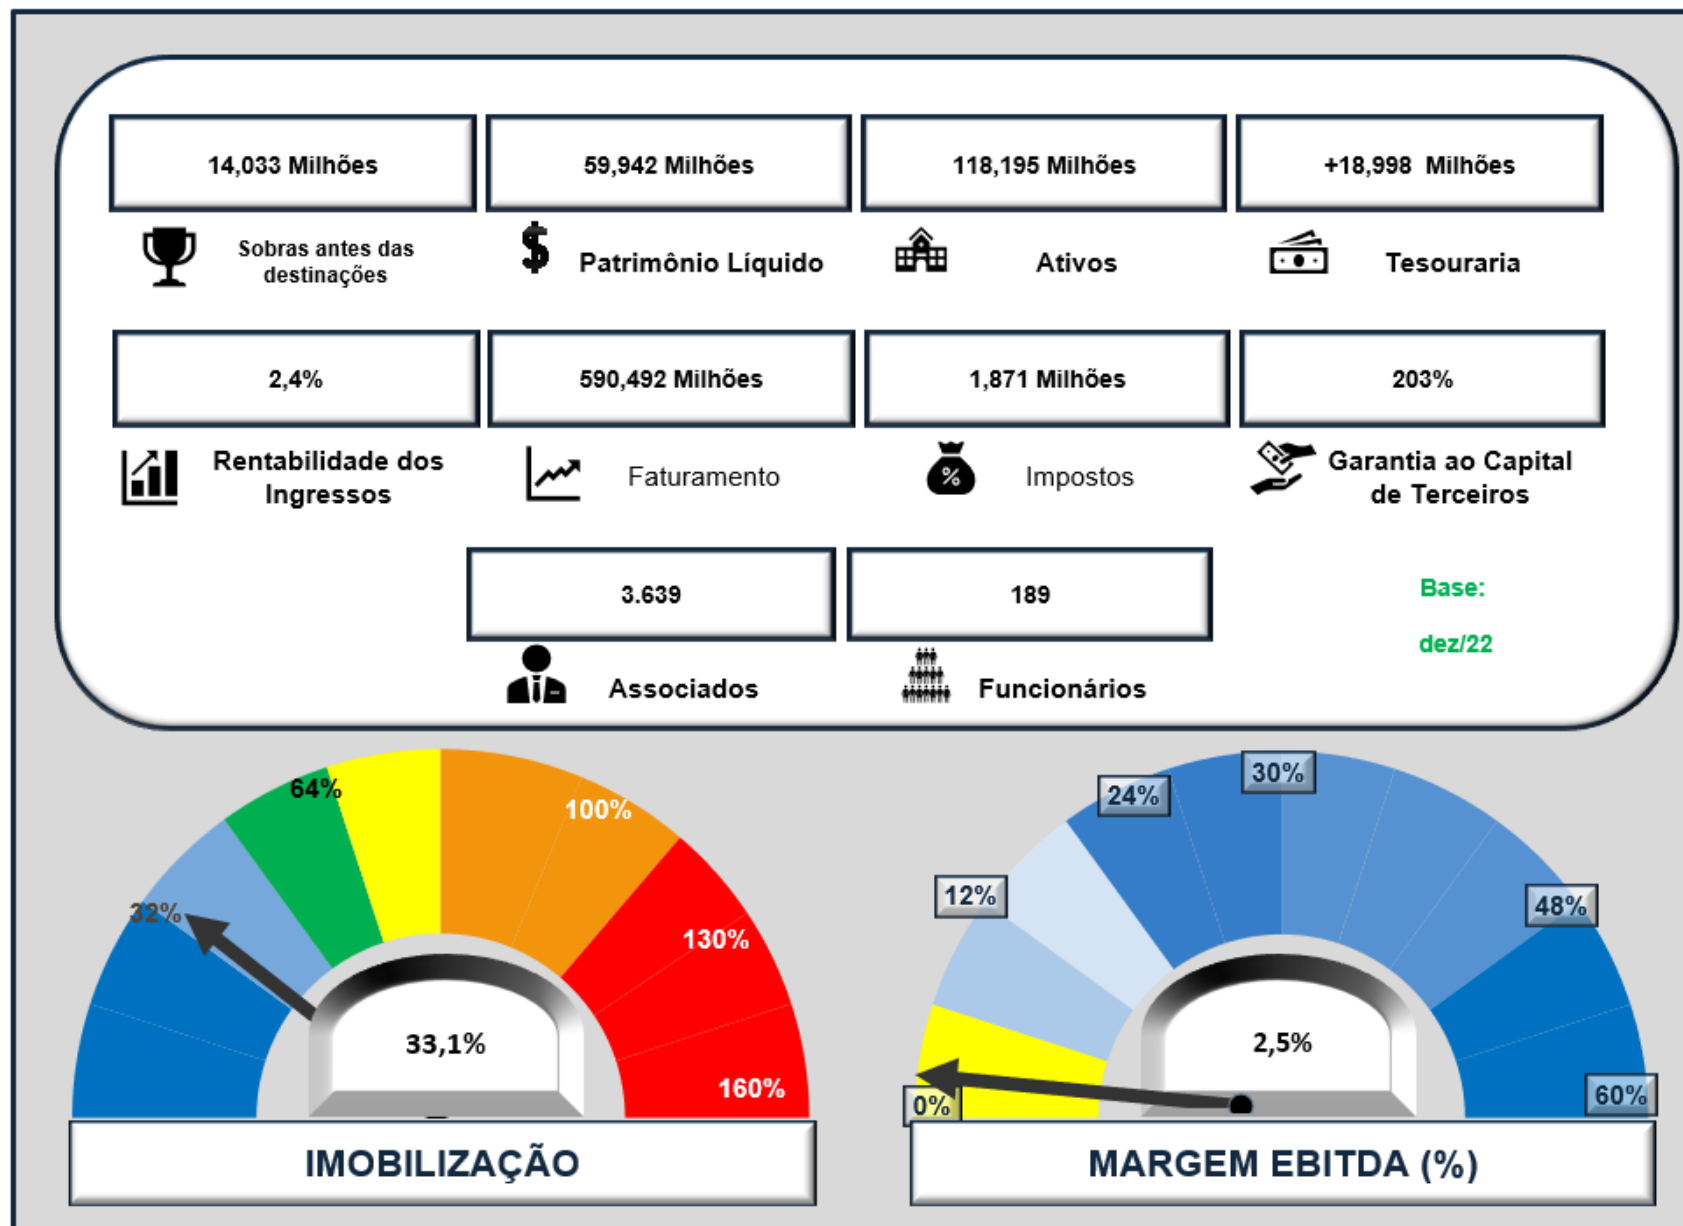 14,033 Milhões
59,942 Milhões
118,195 Milhões
+18,998 Milhões
Sobras antes das
destinações
$
Patrimônio Líquido
Ativos
Tesouraria
2,4%
590,492 Milhões
1,871 Milhões
203%
Rentabilidade dos
Ingressos
Faturamento
%
Impostos
Garantia ao Capital
de Terceiros
3.639
189
Base:
dez/22
Associados
Funcionários
32%
64%
100%
130%
160%
33,1%
IMOBILIZAÇÃO
0%
12%
24%
30%
48%
60%
2,5%
MARGEM EBITDA (%)